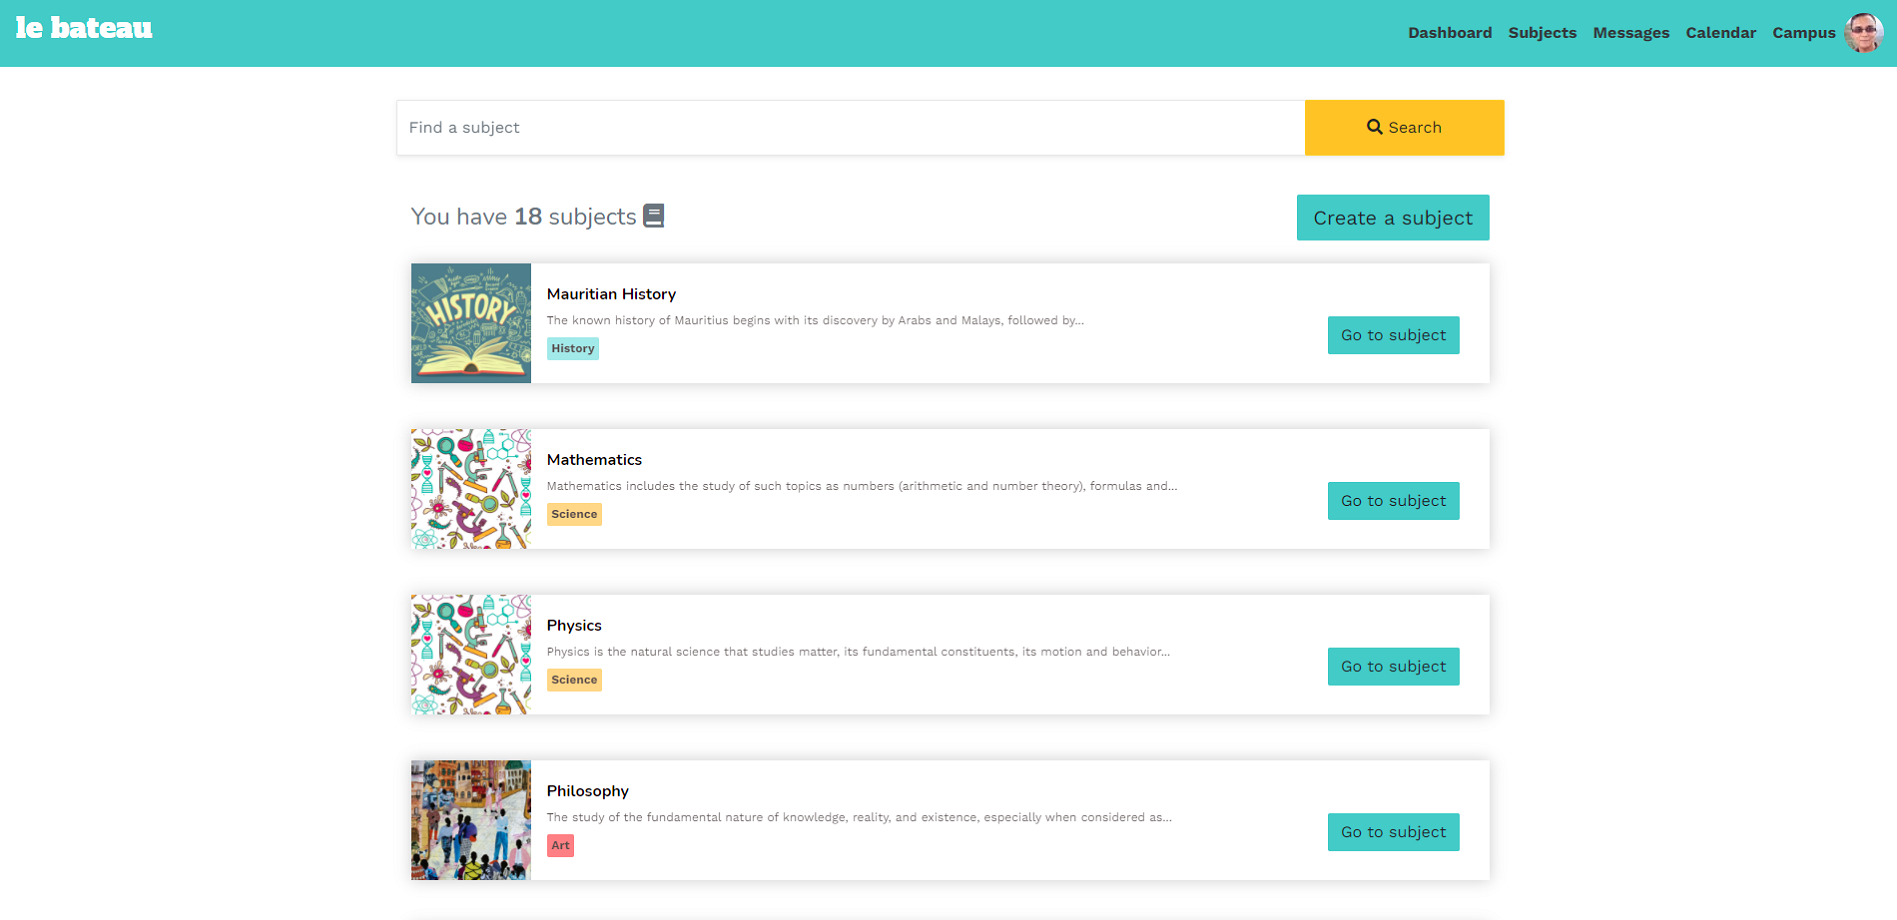 le bateau
Dashboard Subjects Messages Calendar Campus
Find a subject
Search
You have 18 subjects
Create a subject
HISTORY
Mauritian History
The known history of Mauritius begins with its discovery by Arabs and Malays, followed by...
History
Go to subject
Mathematics
Mathematics includes the study of such topics as numbers (arithmetic and number theory), formulas and...
Science
Go to subject
Physics
Physics is the natural science that studies matter, its fundamental constituents, its motion and behavior...
Science
Go to subject
Philosophy
The study of the fundamental nature of knowledge, reality, and existence, especially when considered as...
Art
Go to subject